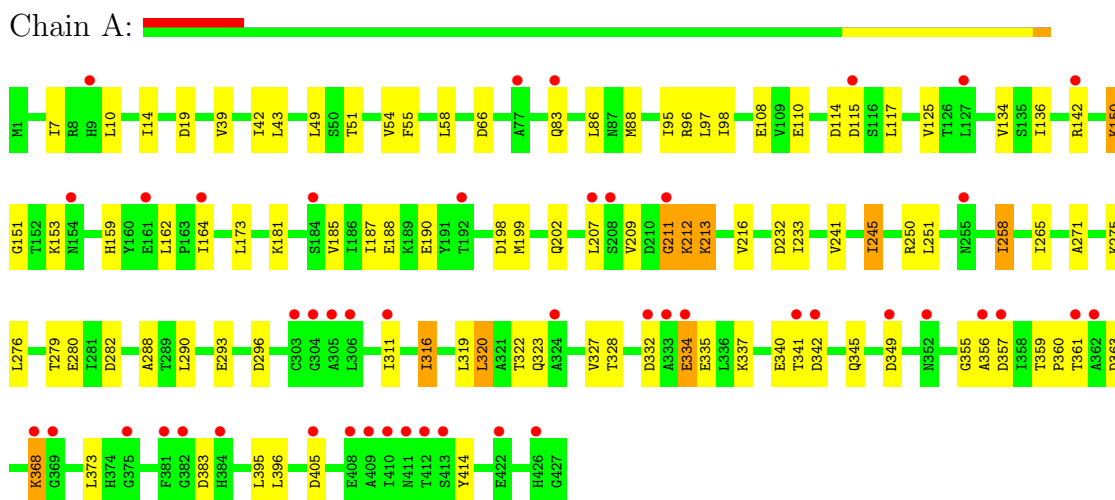 Chain A:
M1 I7 R8 H9 L10 I14 D19 V39 I42 L43 L49 S50 T51 V54 F55 L58 D66 A77 Q83 L86 N87 M88 I95 R96 L97 I98 E108 V109 E110 D114 D115 S116 L117 V125 T126 L127 V134 S135 I136 R142 K150
G151 T152 K153 N154 H159 Y160 E161 L162 P163 I164 L173 K181 S184 V185 I186 I187 E188 K189 E190 Y191 T192 D198 M199 Q202 L207 S208 V209 D210 G211 K212 K213 V216 D232 I233 V241 I245 R250 L251 N255 I258 I265 A271 K275
L276 T279 E280 I281 D282 A288 T289 L290 E293 D296 C303 G304 A305 L306 I311 I316 L319 L320 A321 T322 Q323 A324 V327 T328 D332 A333 E334 E335 L336 K337 E340 T341 D342 Q345 D349 N352 G355 A356 D357 I358 T359 P360 T361 A362 D363
K368 G369 L373 H374 G375 F381 G382 D383 H384 L395 L396 D405 E408 A409 I410 N411 T412 S413 Y414 E422 H426 G427